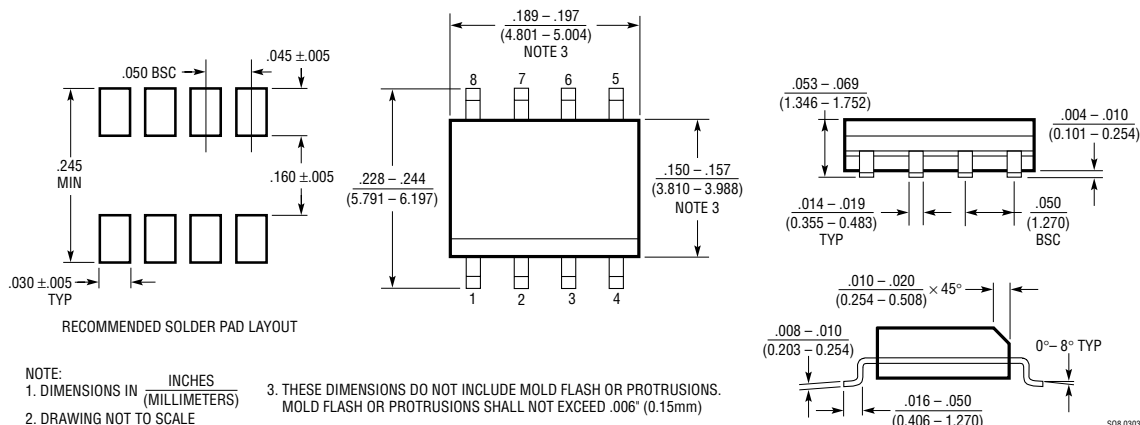 .050 BSC
.045 ±.005
.245
MIN
.160 ±.005
.030 ±.005
TYP
RECOMMENDED SOLDER PAD LAYOUT
.189 – .197
(4.801 – 5.004)
NOTE 3
8
7
6
5
.228 – .244
(5.791 – 6.197)
.150 – .157
(3.810 – 3.988)
NOTE 3
1
2
3
4
.053 – .069
(1.346 – 1.752)
.004 – .010
(0.101 – 0.254)
.014 – .019
(0.355 – 0.483)
TYP
.050
(1.270)
BSC
.010 – .020
(0.254 – 0.508)
× 45°
.008 – .010
(0.203 – 0.254)
0°– 8° TYP
.016 – .050
(0.406 – 1.270)
NOTE:
1. DIMENSIONS IN INCHES
(MILLIMETERS)
2. DRAWING NOT TO SCALE
3. THESE DIMENSIONS DO NOT INCLUDE MOLD FLASH OR PROTRUSIONS.
MOLD FLASH OR PROTRUSIONS SHALL NOT EXCEED .006" (0.15mm)
SO8 0303